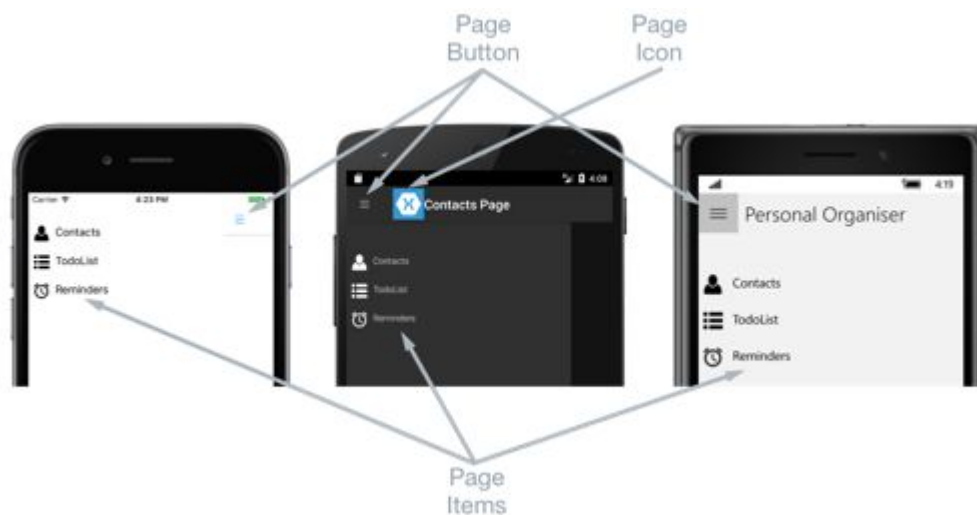 Page
Button
Page
Icon
Carrier
4:23 PM
Contacts
TodoList
Reminders
4:08
Contacts Page
Contacts
TodoList
Reminders
4:19
Personal Organiser
Contacts
TodoList
Reminders
Page
Items